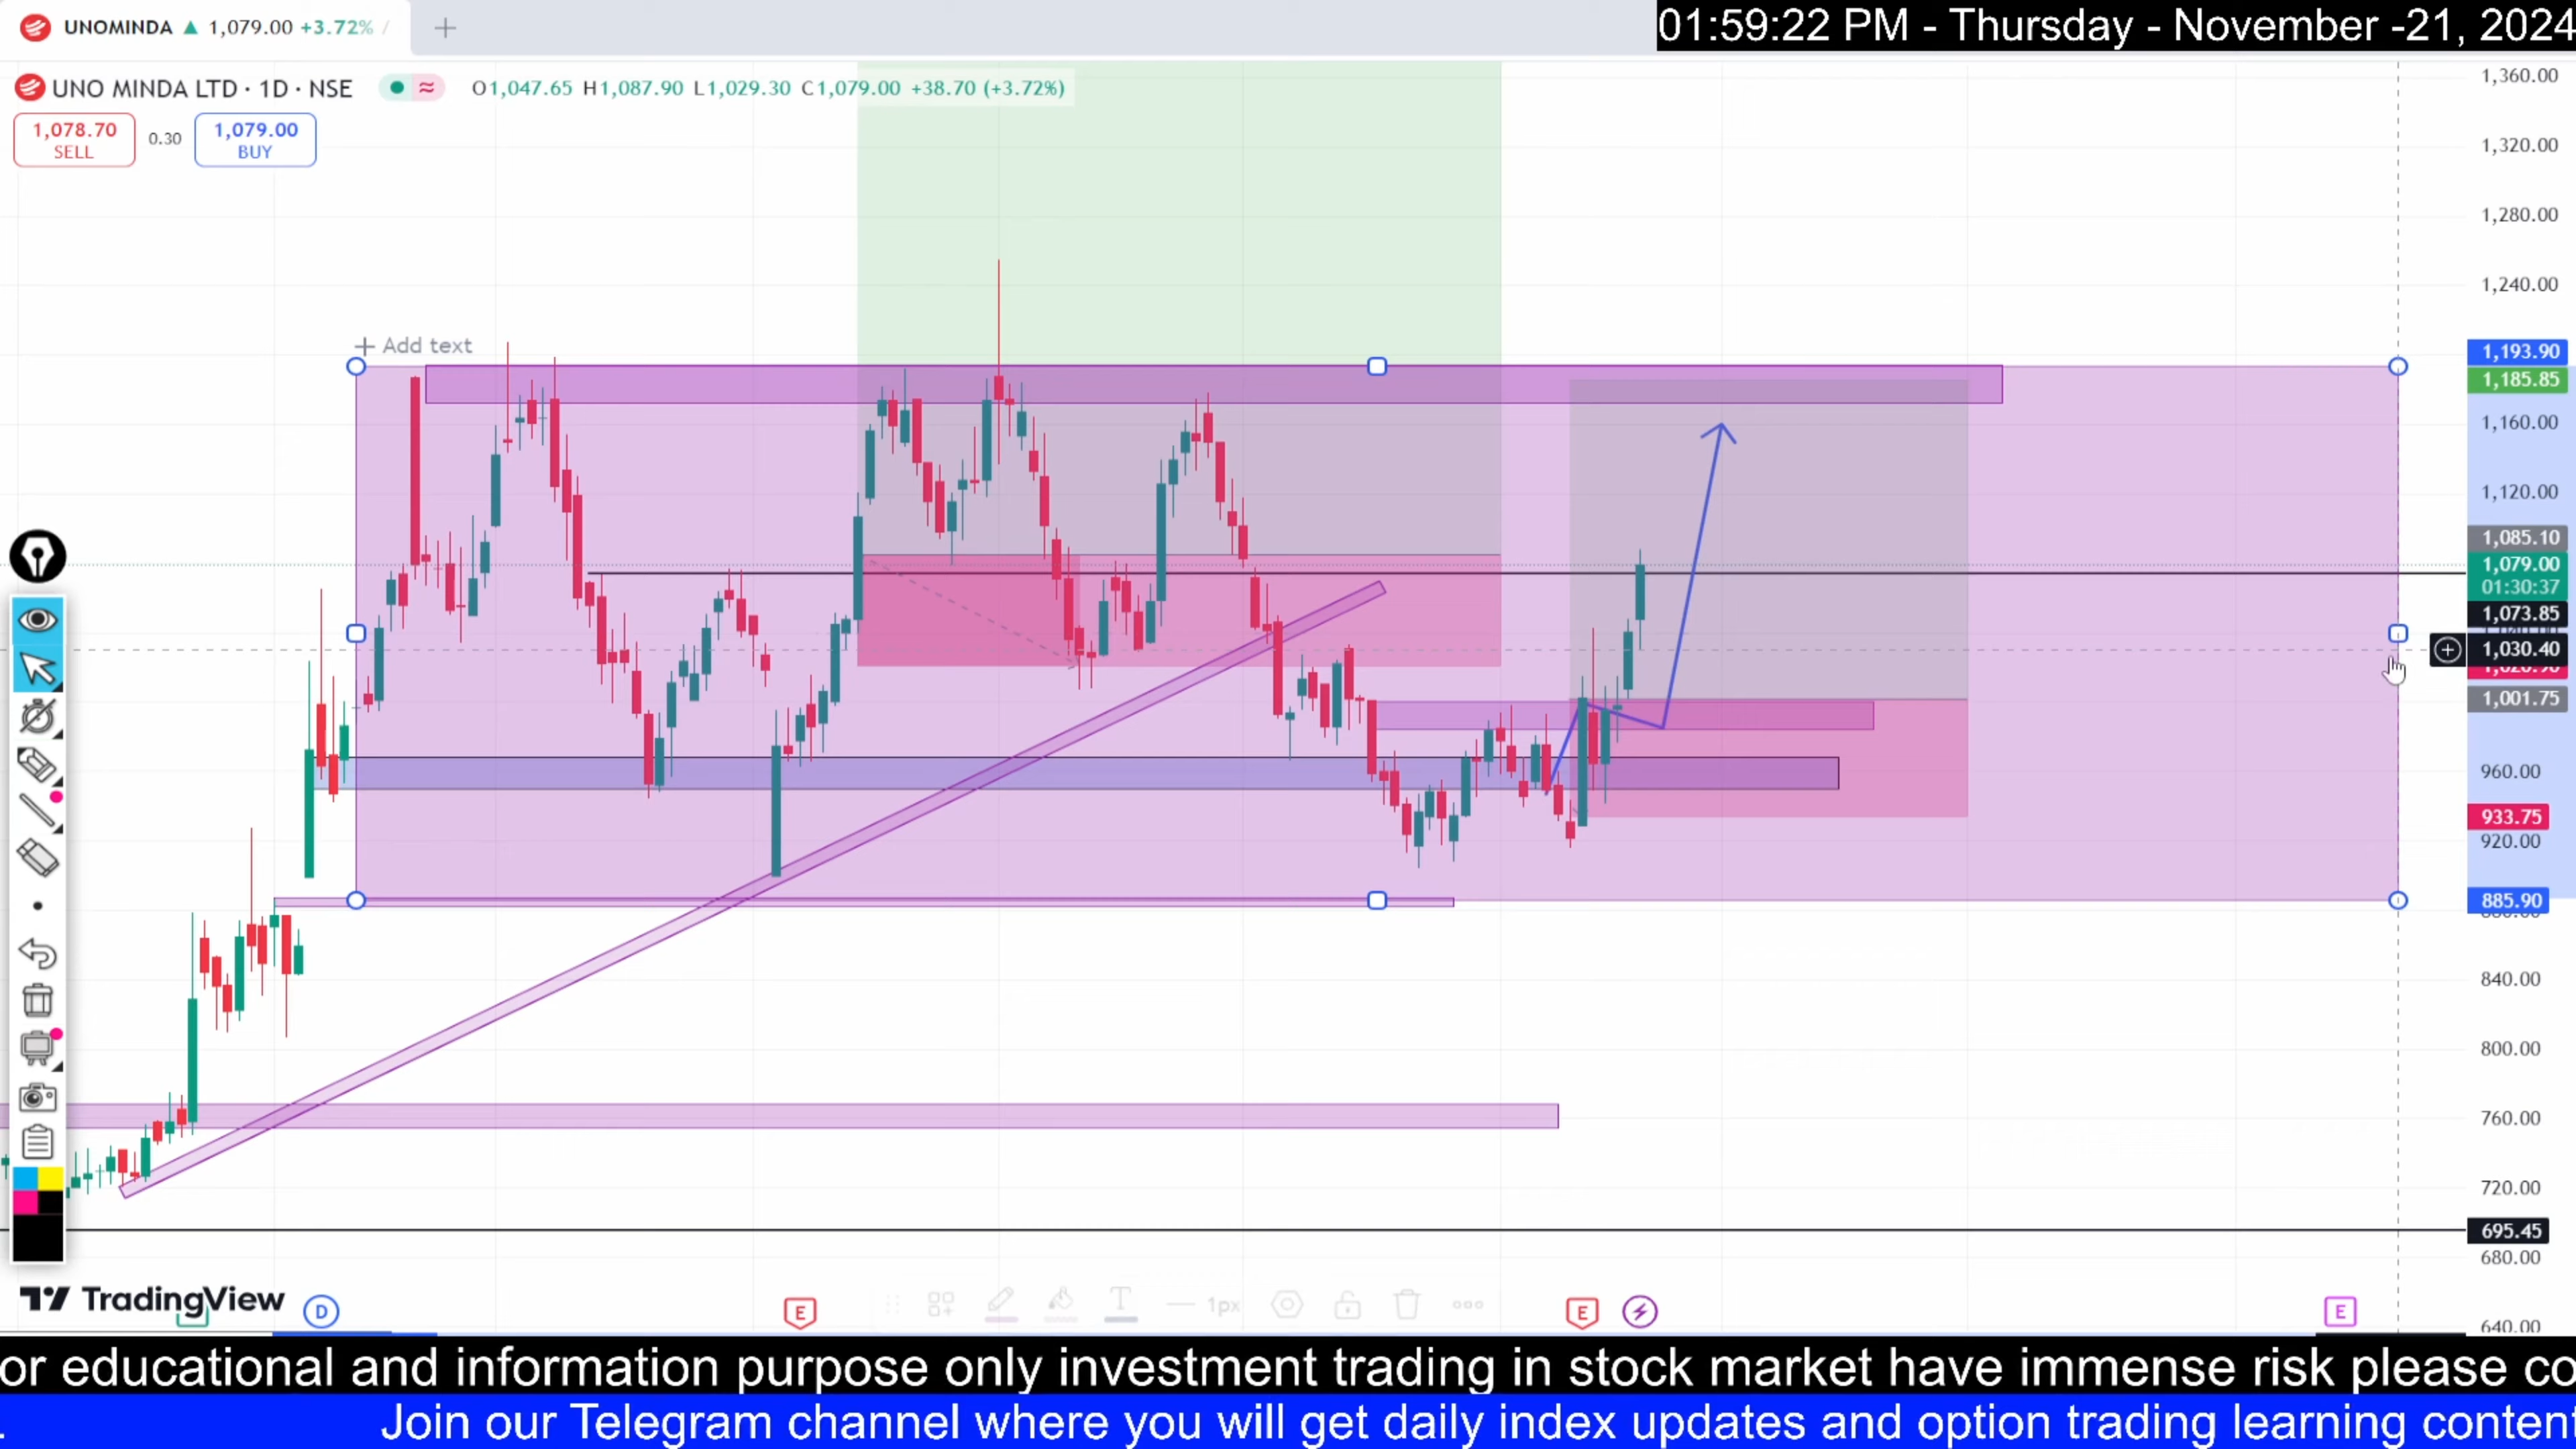 UNOMINDA ▲ 1,079.00 +3.72% /
01:59:22 PM - Thursday - November -21, 2024
UNO MINDA LTD · 1D · NSE
O1,047.65 H1,087.90 L1,029.30 C1,079.00 +38.70 (+3.72%)
1,078.70
SELL
0.30
1,079.00
BUY
+ Add text
1,360.00
1,320.00
1,280.00
1,240.00
1,193.90
1,185.85
1,160.00
1,120.00
1,085.10
1,079.00
01:30:37
1,073.85
1,030.40
1,001.75
960.00
933.75
920.00
885.90
840.00
800.00
760.00
720.00
695.45
680.00
640.00
TradingView
D
E
1px
E
E
or educational and information purpose only investment trading in stock market have immense risk please co
. Join our Telegram channel where you will get daily index updates and option trading learning content